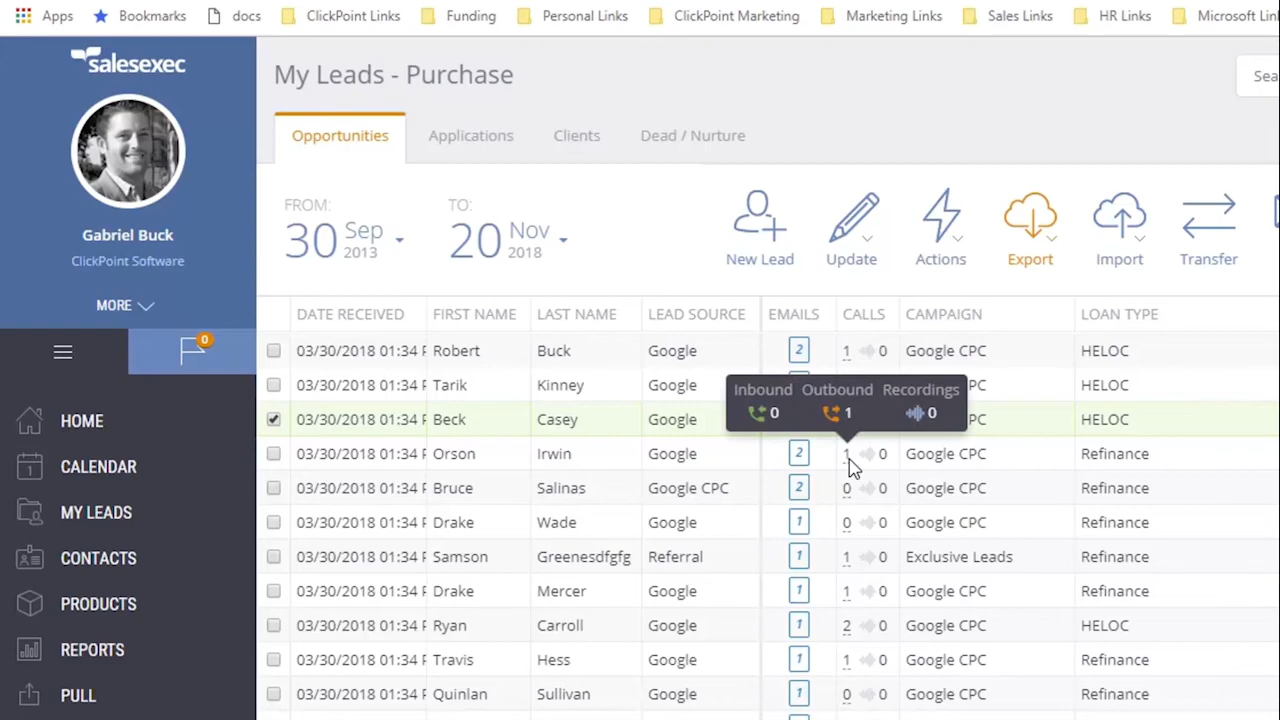 Apps Bookmarks docs ClickPoint Links Funding Personal Links ClickPoint Marketing Marketing Links Sales Links HR Links Microsoft
salesexec
My Leads - Purchase
Opportunities Applications Clients Dead / Nurture
Gabriel Buck
ClickPoint Software
MORE
FROM:
30 Sep 2013
TO:
20 Nov 2018
New Lead Update Actions Export Import Transfer
0
HOME
CALENDAR
MY LEADS
CONTACTS
PRODUCTS
REPORTS
PULL
DATE RECEIVED FIRST NAME LAST NAME LEAD SOURCE EMAILS CALLS CAMPAIGN LOAN TYPE
03/30/2018 01:34 Robert Buck Google 2 1 0 Google CPC HELOC
03/30/2018 01:34 Tarik Kinney Google CPC HELOC
03/30/2018 01:34 Beck Casey Google CPC HELOC
Inbound Outbound Recordings
0 1 0
03/30/2018 01:34 Orson Irwin Google 2 1 0 Google CPC Refinance
03/30/2018 01:34 Bruce Salinas Google CPC 2 0 0 Google CPC Refinance
03/30/2018 01:34 Drake Wade Google 1 0 0 Google CPC Refinance
03/30/2018 01:34 Sanson Greenesdfgfg Referral 1 1 0 Exclusive Leads Refinance
03/30/2018 01:34 Drake Mercer Google 1 1 0 Google CPC Refinance
03/30/2018 01:34 Ryan Carroll Google 1 2 0 Google CPC HELOC
03/30/2018 01:34 Travis Hess Google 1 1 0 Google CPC Refinance
03/30/2018 01:34 Quinlan Sullivan Google 1 0 0 Google CPC Refinance